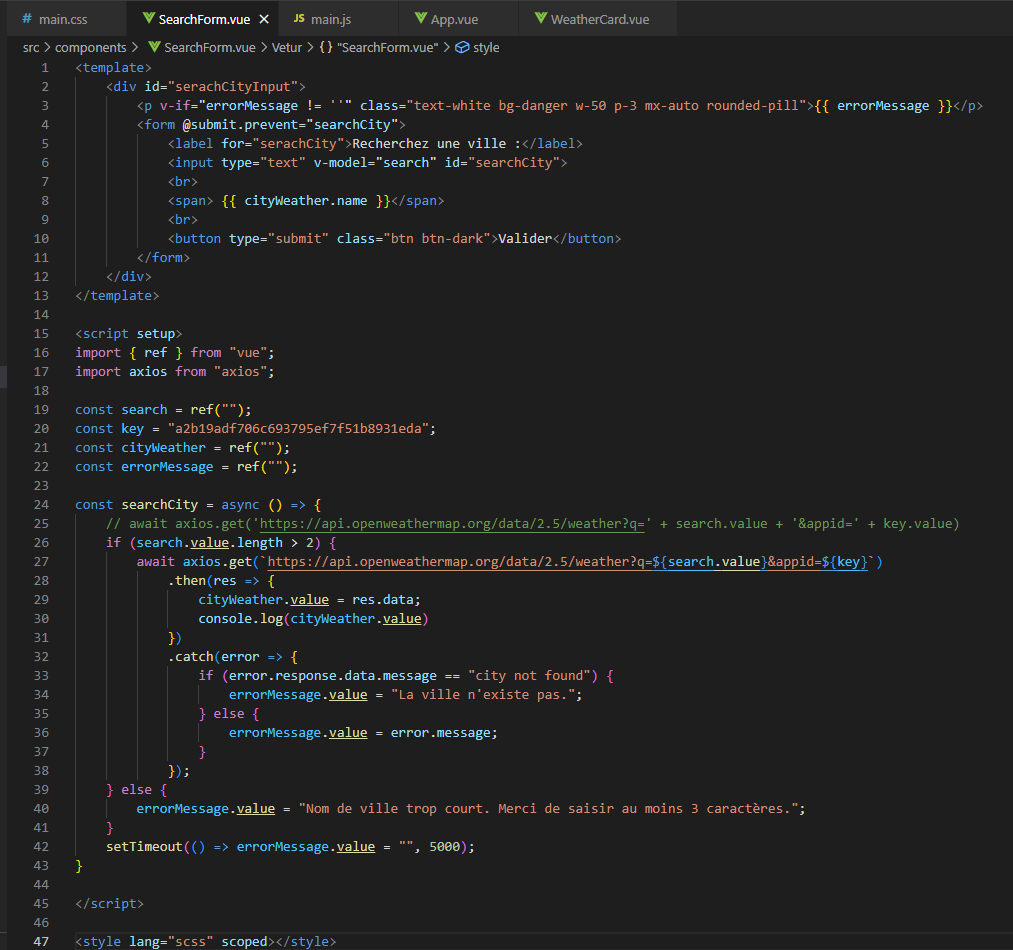 # main.css SearchForm.vue × JS main.js App.vue WeatherCard.vue
src > components > SearchForm.vue > Vetur > {} "SearchForm.vue" > style
1 <template>
2 <div id="serachCityInput">
3 <p v-if="errorMessage != ''" class="text-white bg-danger w-50 p-3 mx-auto rounded-pill">{{ errorMessage }}</p>
4 <form @submit.prevent="searchCity">
5 <label for="serachCity">Recherchez une ville :</label>
6 <input type="text" v-model="search" id="searchCity">
7 <br>
8 <span> {{ cityWeather.name }}</span>
9 <br>
10 <button type="submit" class="btn btn-dark">Valider</button>
11 </form>
12 </div>
13 </template>
14
15 <script setup>
16 import { ref } from "vue";
17 import axios from "axios";
18
19 const search = ref("");
20 const key = "a2b19adf706c693795ef7f51b8931eda";
21 const cityWeather = ref("");
22 const errorMessage = ref("");
23
24 const searchCity = async () => {
25 // await axios.get('https://api.openweathermap.org/data/2.5/weather?q=' + search.value + '&appid=' + key.value)
26 if (search.value.length > 2) {
27 await axios.get(`https://api.openweathermap.org/data/2.5/weather?q=${search.value}&appid=${key}`)
28 .then(res => {
29 cityWeather.value = res.data;
30 console.log(cityWeather.value)
31 })
32 .catch(error => {
33 if (error.response.data.message == "city not found") {
34 errorMessage.value = "La ville n'existe pas.";
35 } else {
36 errorMessage.value = error.message;
37 }
38 });
39 } else {
40 errorMessage.value = "Nom de ville trop court. Merci de saisir au moins 3 caractères.";
41 }
42 setTimeout(() => errorMessage.value = "", 5000);
43 }
44
45 </script>
46
47 <style lang="scss" scoped></style>